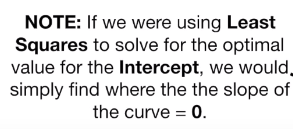 NOTE: If we were using Least
Squares to solve for the optimal
value for the Intercept, we would,
simply find where the the slope of
the curve = 0.